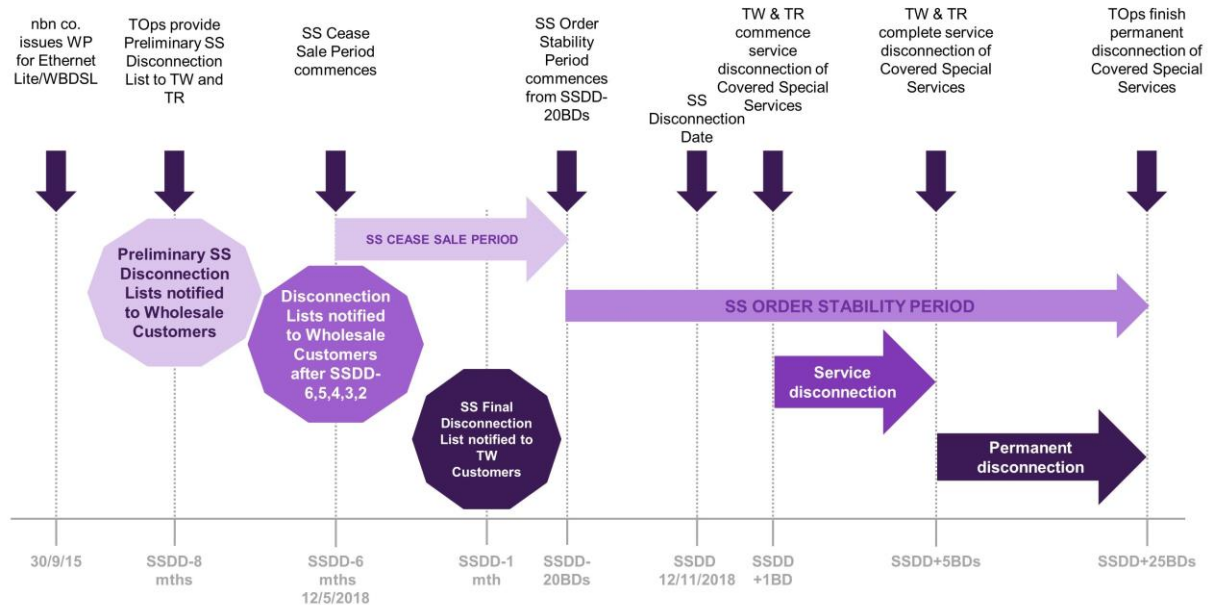 nbn co.
issues WP
for Ethernet
Lite/WBDSL
TOps provide
Preliminary SS
Disconnection
List to TW and
TR
SS Cease
Sale Period
commences
SS Order
Stability
Period
commences
from SSDD-
20BDs
SS
Disconnection
Date
TW & TR
commence
service
disconnection of
Covered Special
Services
TW & TR
complete service
disconnection of
Covered Special
Services
TOps finish
permanent
disconnection of
Covered Special
Services
Preliminary SS
Disconnection
Lists notified
to Wholesale
Customers
SS CEASE SALE PERIOD
Disconnection
Lists notified
to Wholesale
Customers
after SSDD-
6,5,4,3,2
SS ORDER STABILITY PERIOD
SS Final
Disconnection
List notified to
TW
Customers
Service
disconnection
Permanent
disconnection
30/9/15
SSDD-8
mths
SSDD-6
mths
12/5/2018
SSDD-1
mth
SSDD-
20BDs
SSDD
12/11/2018
SSDD
+1BD
SSDD+5BDs
SSDD+25BDs